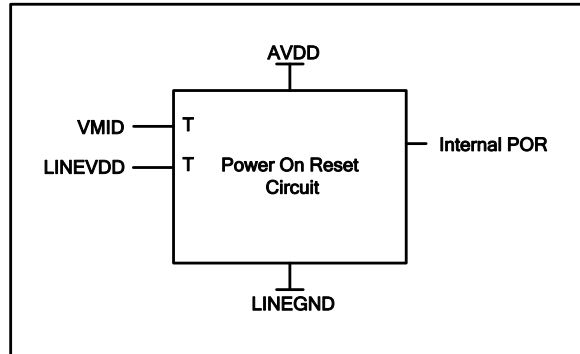 AVDD
VMID
T
Internal POR
LINEVDD
T
Power On Reset
Circuit
LINEGND